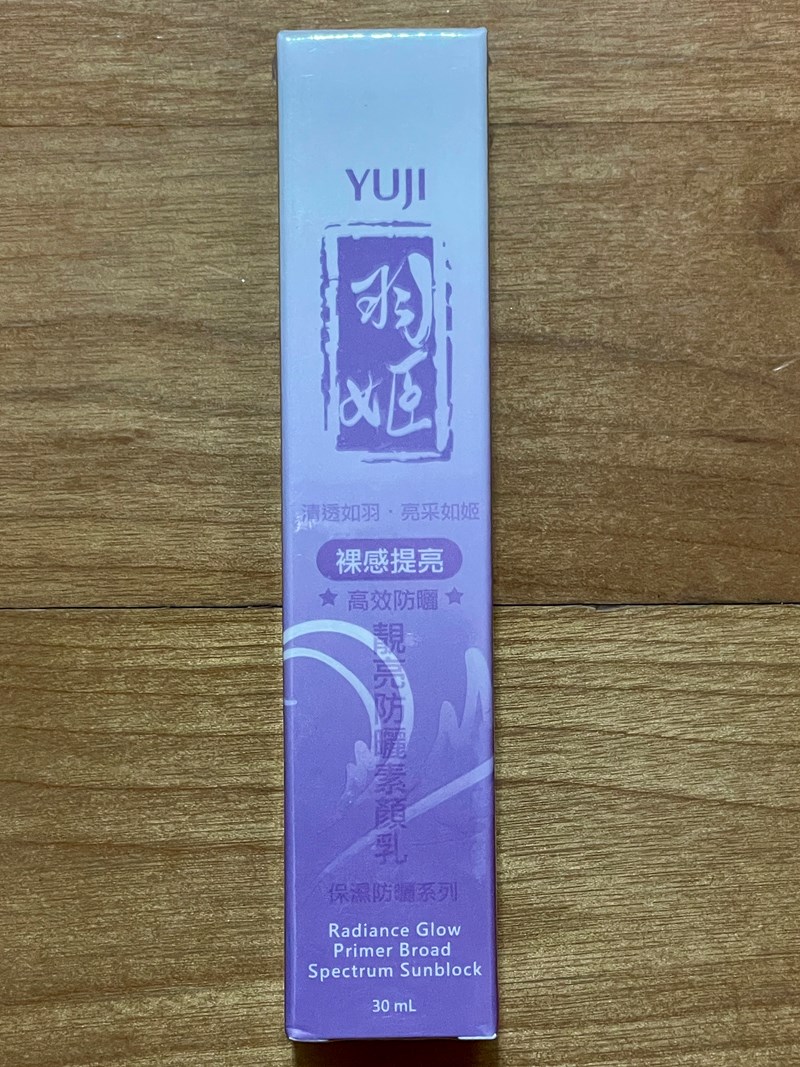 YUJI
羽姬
清透如羽・亮采如姬
裸感提亮
★ 高效防曬 ★
靚亮防曬素顏乳
保濕防曬系列
Radiance Glow
Primer Broad
Spectrum Sunblock
30 mL